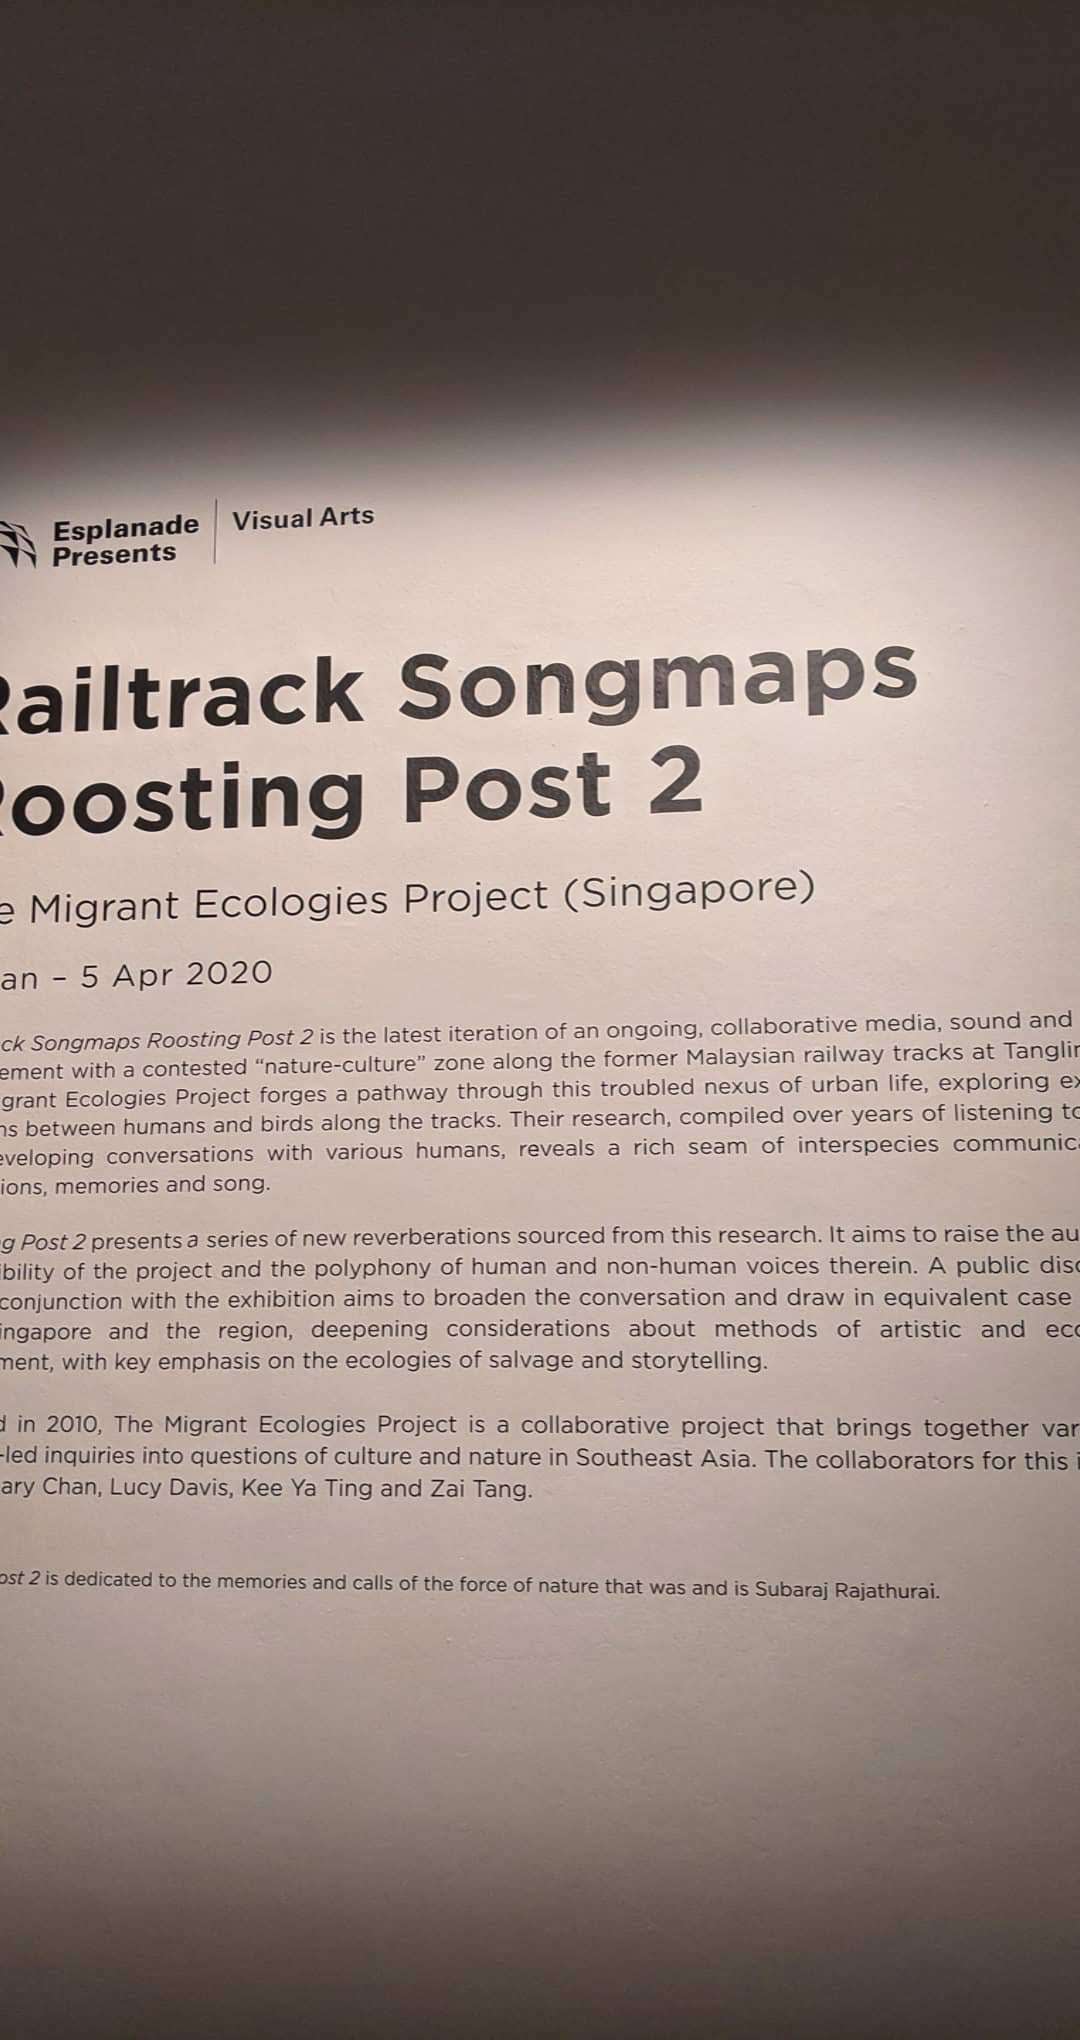 Esplanade
Presents
Visual Arts
Railtrack Songmaps
Roosting Post 2
e Migrant Ecologies Project (Singapore)
an – 5 Apr 2020
ck Songmaps Roosting Post 2 is the latest iteration of an ongoing, collaborative media, sound and
ement with a contested “nature-culture” zone along the former Malaysian railway tracks at Tanglin
grant Ecologies Project forges a pathway through this troubled nexus of urban life, exploring ex
ns between humans and birds along the tracks. Their research, compiled over years of listening to
eveloping conversations with various humans, reveals a rich seam of interspecies communica
ions, memories and song.
g Post 2 presents a series of new reverberations sourced from this research. It aims to raise the au
ibility of the project and the polyphony of human and non-human voices therein. A public disc
conjunction with the exhibition aims to broaden the conversation and draw in equivalent case
ingapore and the region, deepening considerations about methods of artistic and eco
ment, with key emphasis on the ecologies of salvage and storytelling.
d in 2010, The Migrant Ecologies Project is a collaborative project that brings together var
-led inquiries into questions of culture and nature in Southeast Asia. The collaborators for this i
ary Chan, Lucy Davis, Kee Ya Ting and Zai Tang.
ost 2 is dedicated to the memories and calls of the force of nature that was and is Subaraj Rajathurai.